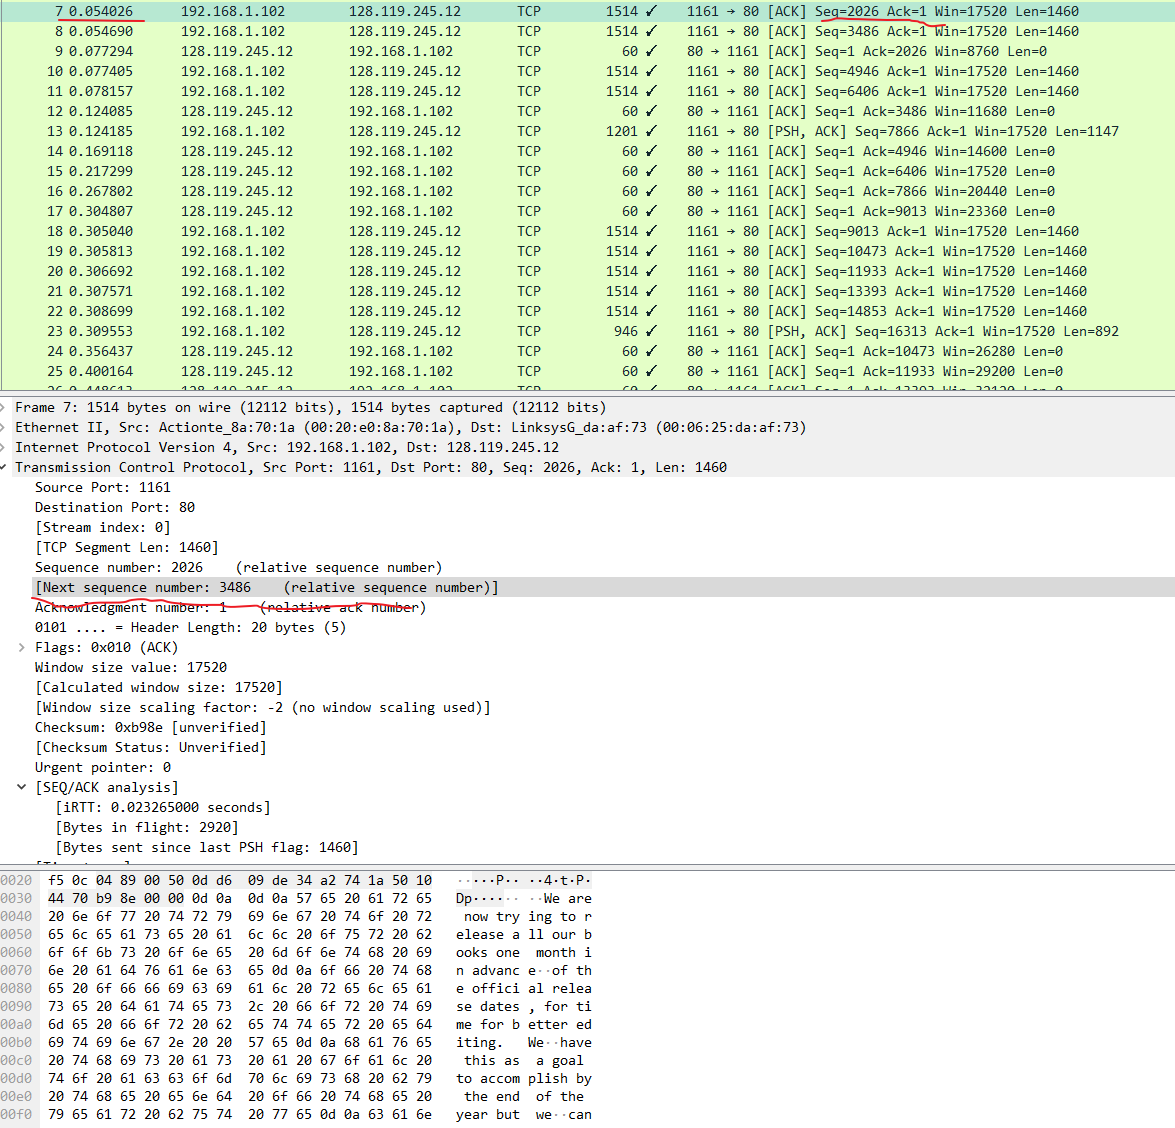 7 0.054026 192.168.1.102 128.119.245.12 TCP 1514 ✓ 1161 → 80 [ACK] Seq=2026 Ack=1 Win=17520 Len=1460
8 0.054690 192.168.1.102 128.119.245.12 TCP 1514 ✓ 1161 → 80 [ACK] Seq=3486 Ack=1 Win=17520 Len=1460
9 0.077294 128.119.245.12 192.168.1.102 TCP 60 ✓ 80 → 1161 [ACK] Seq=1 Ack=2026 Win=8760 Len=0
10 0.077405 192.168.1.102 128.119.245.12 TCP 1514 ✓ 1161 → 80 [ACK] Seq=4946 Ack=1 Win=17520 Len=1460
11 0.078157 192.168.1.102 128.119.245.12 TCP 1514 ✓ 1161 → 80 [ACK] Seq=6406 Ack=1 Win=17520 Len=1460
12 0.124085 128.119.245.12 192.168.1.102 TCP 60 ✓ 80 → 1161 [ACK] Seq=1 Ack=3486 Win=11680 Len=0
13 0.124185 192.168.1.102 128.119.245.12 TCP 1201 ✓ 1161 → 80 [PSH, ACK] Seq=7866 Ack=1 Win=17520 Len=1147
14 0.169118 128.119.245.12 192.168.1.102 TCP 60 ✓ 80 → 1161 [ACK] Seq=1 Ack=4946 Win=14600 Len=0
15 0.217299 128.119.245.12 192.168.1.102 TCP 60 ✓ 80 → 1161 [ACK] Seq=1 Ack=6406 Win=17520 Len=0
16 0.267802 128.119.245.12 192.168.1.102 TCP 60 ✓ 80 → 1161 [ACK] Seq=1 Ack=7866 Win=20440 Len=0
17 0.304807 128.119.245.12 192.168.1.102 TCP 60 ✓ 80 → 1161 [ACK] Seq=1 Ack=9013 Win=23360 Len=0
18 0.305040 192.168.1.102 128.119.245.12 TCP 1514 ✓ 1161 → 80 [ACK] Seq=9013 Ack=1 Win=17520 Len=1460
19 0.305813 192.168.1.102 128.119.245.12 TCP 1514 ✓ 1161 → 80 [ACK] Seq=10473 Ack=1 Win=17520 Len=1460
20 0.306692 192.168.1.102 128.119.245.12 TCP 1514 ✓ 1161 → 80 [ACK] Seq=11933 Ack=1 Win=17520 Len=1460
21 0.307571 192.168.1.102 128.119.245.12 TCP 1514 ✓ 1161 → 80 [ACK] Seq=13393 Ack=1 Win=17520 Len=1460
22 0.308699 192.168.1.102 128.119.245.12 TCP 1514 ✓ 1161 → 80 [ACK] Seq=14853 Ack=1 Win=17520 Len=1460
23 0.309553 192.168.1.102 128.119.245.12 TCP 946 ✓ 1161 → 80 [PSH, ACK] Seq=16313 Ack=1 Win=17520 Len=892
24 0.356437 128.119.245.12 192.168.1.102 TCP 60 ✓ 80 → 1161 [ACK] Seq=1 Ack=10473 Win=26280 Len=0
25 0.400164 128.119.245.12 192.168.1.102 TCP 60 ✓ 80 → 1161 [ACK] Seq=1 Ack=11933 Win=29200 Len=0
Frame 7: 1514 bytes on wire (12112 bits), 1514 bytes captured (12112 bits)
Ethernet II, Src: Actionte_8a:70:1a (00:20:e0:8a:70:1a), Dst: LinksysG_da:af:73 (00:06:25:da:af:73)
Internet Protocol Version 4, Src: 192.168.1.102, Dst: 128.119.245.12
Transmission Control Protocol, Src Port: 1161, Dst Port: 80, Seq: 2026, Ack: 1, Len: 1460
Source Port: 1161
Destination Port: 80
[Stream index: 0]
[TCP Segment Len: 1460]
Sequence number: 2026 (relative sequence number)
[Next sequence number: 3486 (relative sequence number)]
Acknowledgment number: 1 (relative ack number)
0101 .... = Header Length: 20 bytes (5)
Flags: 0x010 (ACK)
Window size value: 17520
[Calculated window size: 17520]
[Window size scaling factor: -2 (no window scaling used)]
Checksum: 0xb98e [unverified]
[Checksum Status: Unverified]
Urgent pointer: 0
[SEQ/ACK analysis]
[iRTT: 0.023265000 seconds]
[Bytes in flight: 2920]
[Bytes sent since last PSH flag: 1460]
0020 f5 0c 04 89 00 50 0d d6 09 de 34 a2 74 1a 50 10 ·····P·· ··4·t·P·
0030 44 70 b9 8e 00 00 0d 0a 0d 0a 57 65 20 61 72 65 Dp······ ··We are
0040 20 6e 6f 77 20 74 72 79 69 6e 67 20 74 6f 20 72 now try ing to r
0050 65 6c 65 61 73 65 20 61 6c 6c 20 6f 75 72 20 62 elease a ll our b
0060 6f 6f 6b 73 20 6f 6e 65 20 6d 6f 6e 74 68 20 69 ooks one month i
0070 6e 20 61 64 76 61 6e 63 65 0d 0a 6f 66 20 74 68 n advanc e··of th
0080 65 20 6f 66 66 69 63 69 61 6c 20 72 65 6c 65 61 e offici al relea
0090 73 65 20 64 61 74 65 73 2c 20 66 6f 72 20 74 69 se dates , for ti
00a0 6d 65 20 66 6f 72 20 62 65 74 74 65 72 20 65 64 me for b etter ed
00b0 69 74 69 6e 67 2e 20 20 57 65 0d 0a 68 61 76 65 iting. We··have
00c0 20 74 68 69 73 20 61 73 20 61 20 67 6f 61 6c 20 this as a goal
00d0 74 6f 20 61 63 63 6f 6d 70 6c 69 73 68 20 62 79 to accom plish by
00e0 20 74 68 65 20 65 6e 64 20 6f 66 20 74 68 65 20 the end of the
00f0 79 65 61 72 20 62 75 74 20 77 65 0d 0a 63 61 6e year but we··can